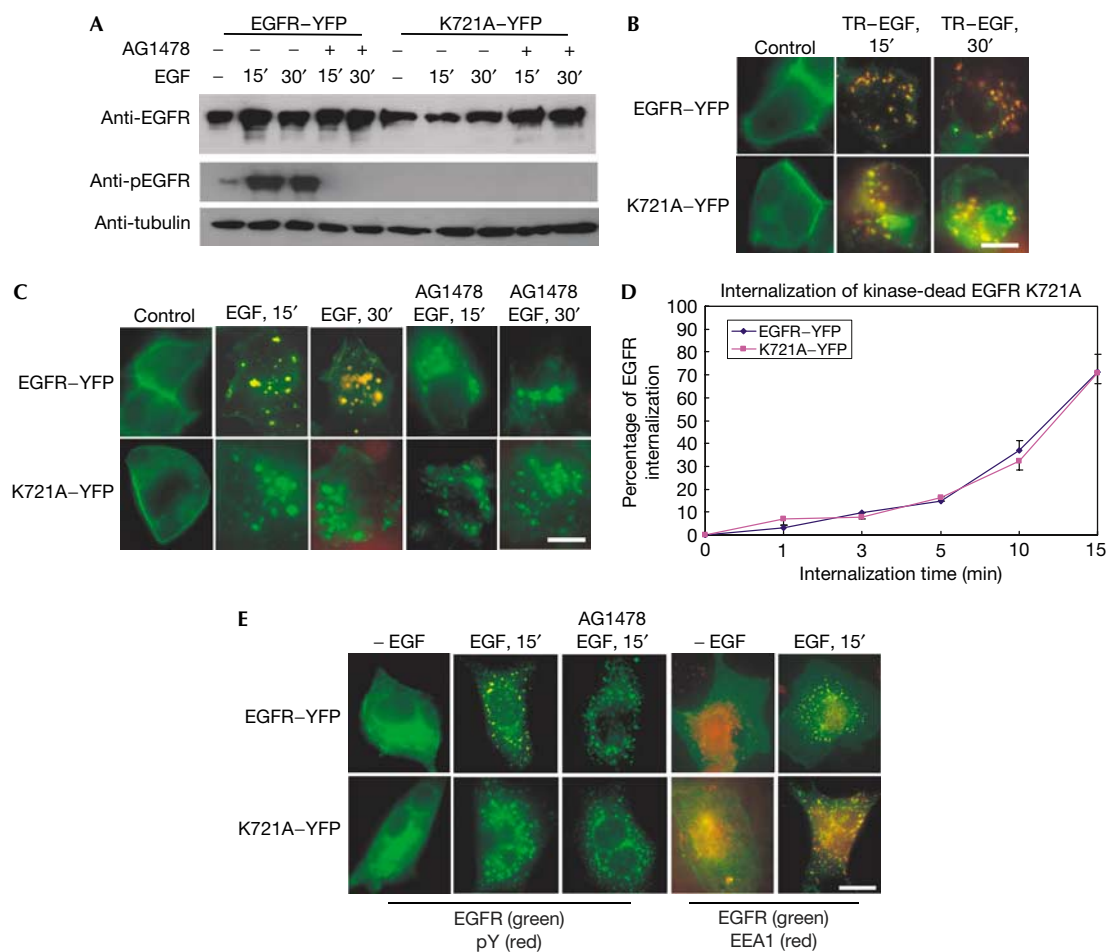 A
EGFR–YFP K721A–YFP
AG1478 – – – + + – – – + +
EGF – 15′ 30′ 15′ 30′ – 15′ 30′ 15′ 30′
Anti-EGFR
Anti-pEGFR
Anti-tubulin
B
Control TR–EGF, 15′ TR–EGF, 30′
EGFR–YFP
K721A–YFP
C
Control EGF, 15′ EGF, 30′ AG1478 EGF, 15′ AG1478 EGF, 30′
EGFR–YFP
K721A–YFP
D
Internalization of kinase-dead EGFR K721A
EGFR–YFP
K721A–YFP
Percentage of EGFR
internalization
100
90
80
70
60
50
40
30
20
10
0
0 1 3 5 10 15
Internalization time (min)
E
– EGF EGF, 15′ AG1478 EGF, 15′ – EGF EGF, 15′
EGFR–YFP
K721A–YFP
EGFR (green) EGFR (green)
pY (red) EEA1 (red)